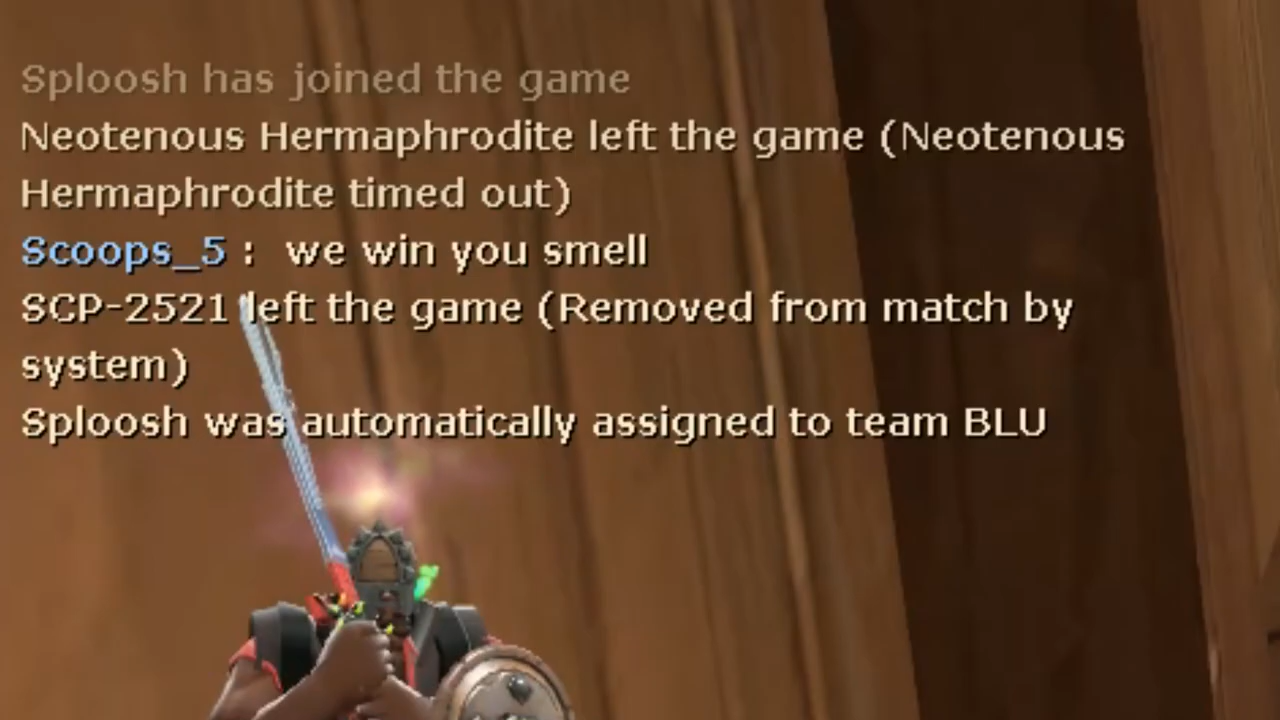 Sploosh has joined the game
Neotenous Hermaphrodite left the game (Neotenous
Hermaphrodite timed out)
Scoops_5 :  we win you smell
SCP-2521 left the game (Removed from match by
system)
Sploosh was automatically assigned to team BLU